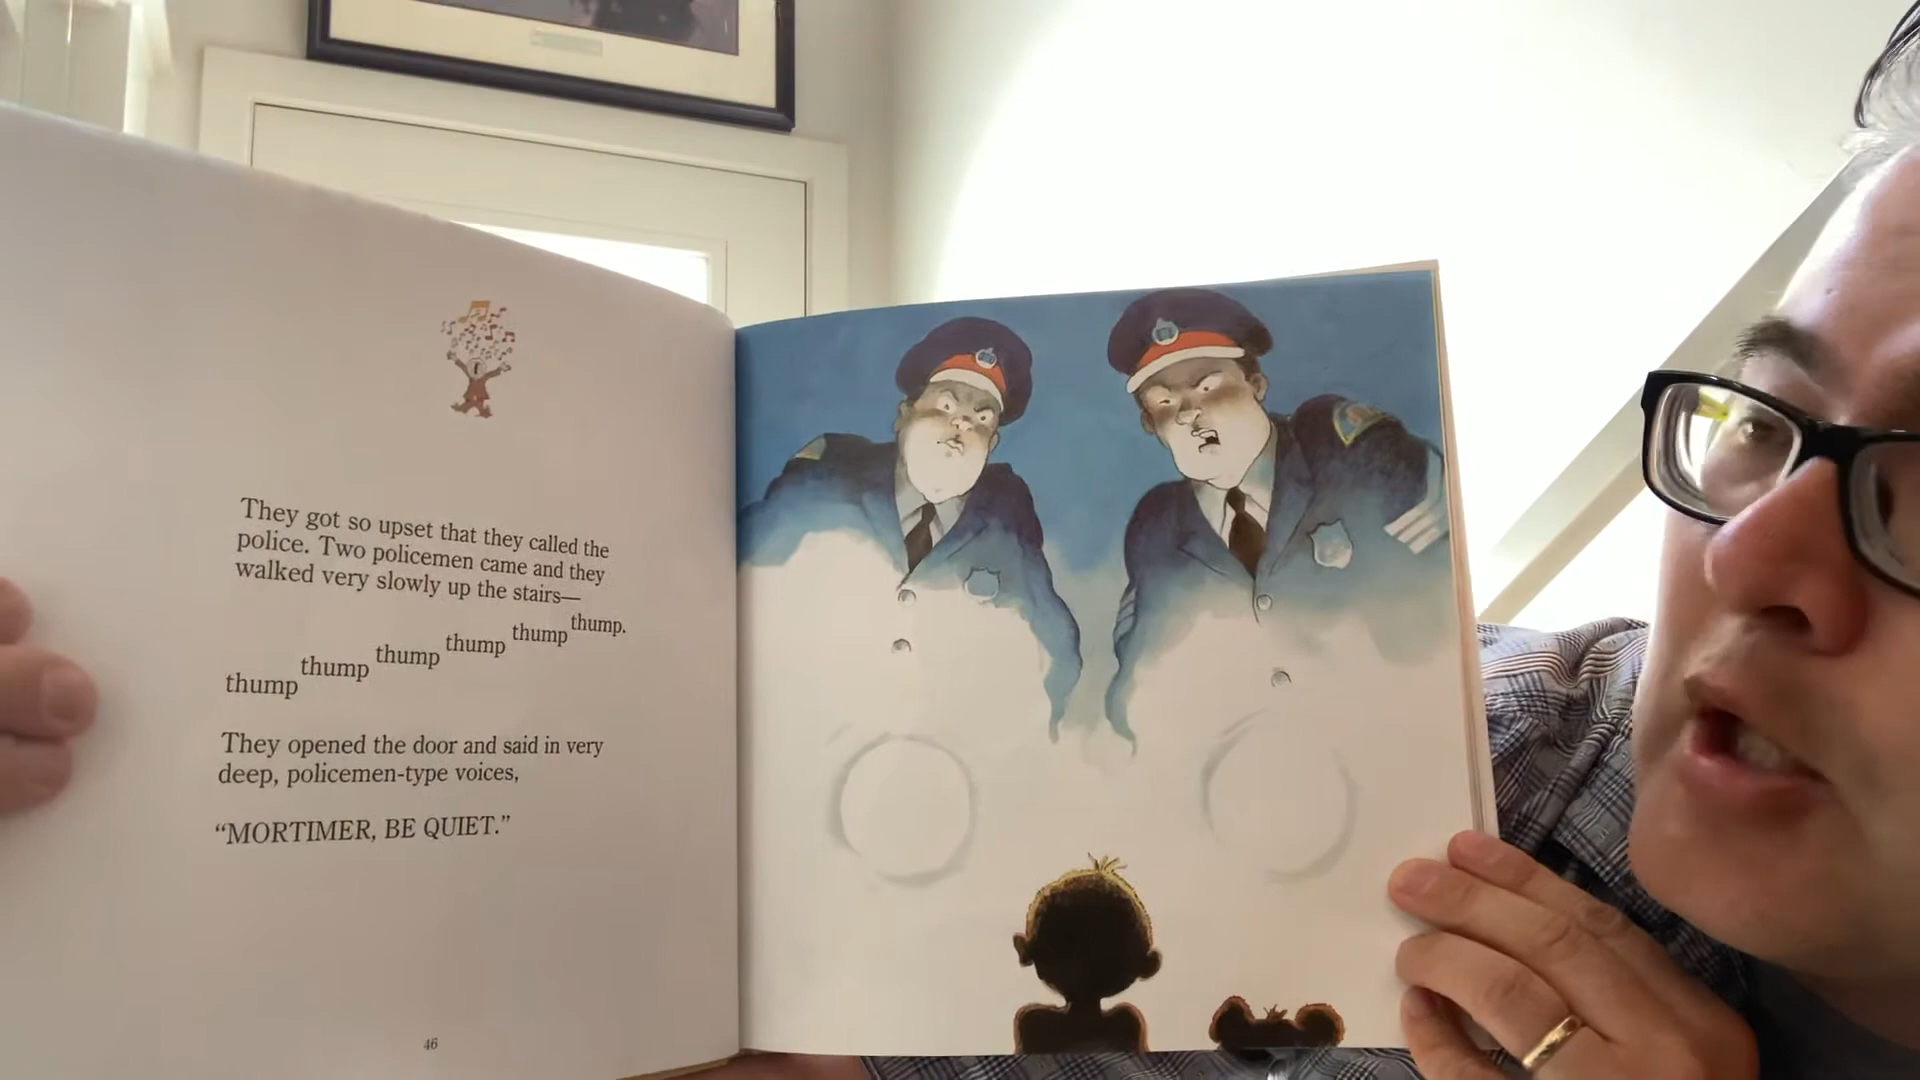 They got so upset that they called the
police. Two policemen came and they
walked very slowly up the stairs—
thump thump thump thump thump thump.
They opened the door and said in very
deep, policemen-type voices,
“MORTIMER, BE QUIET.”
46